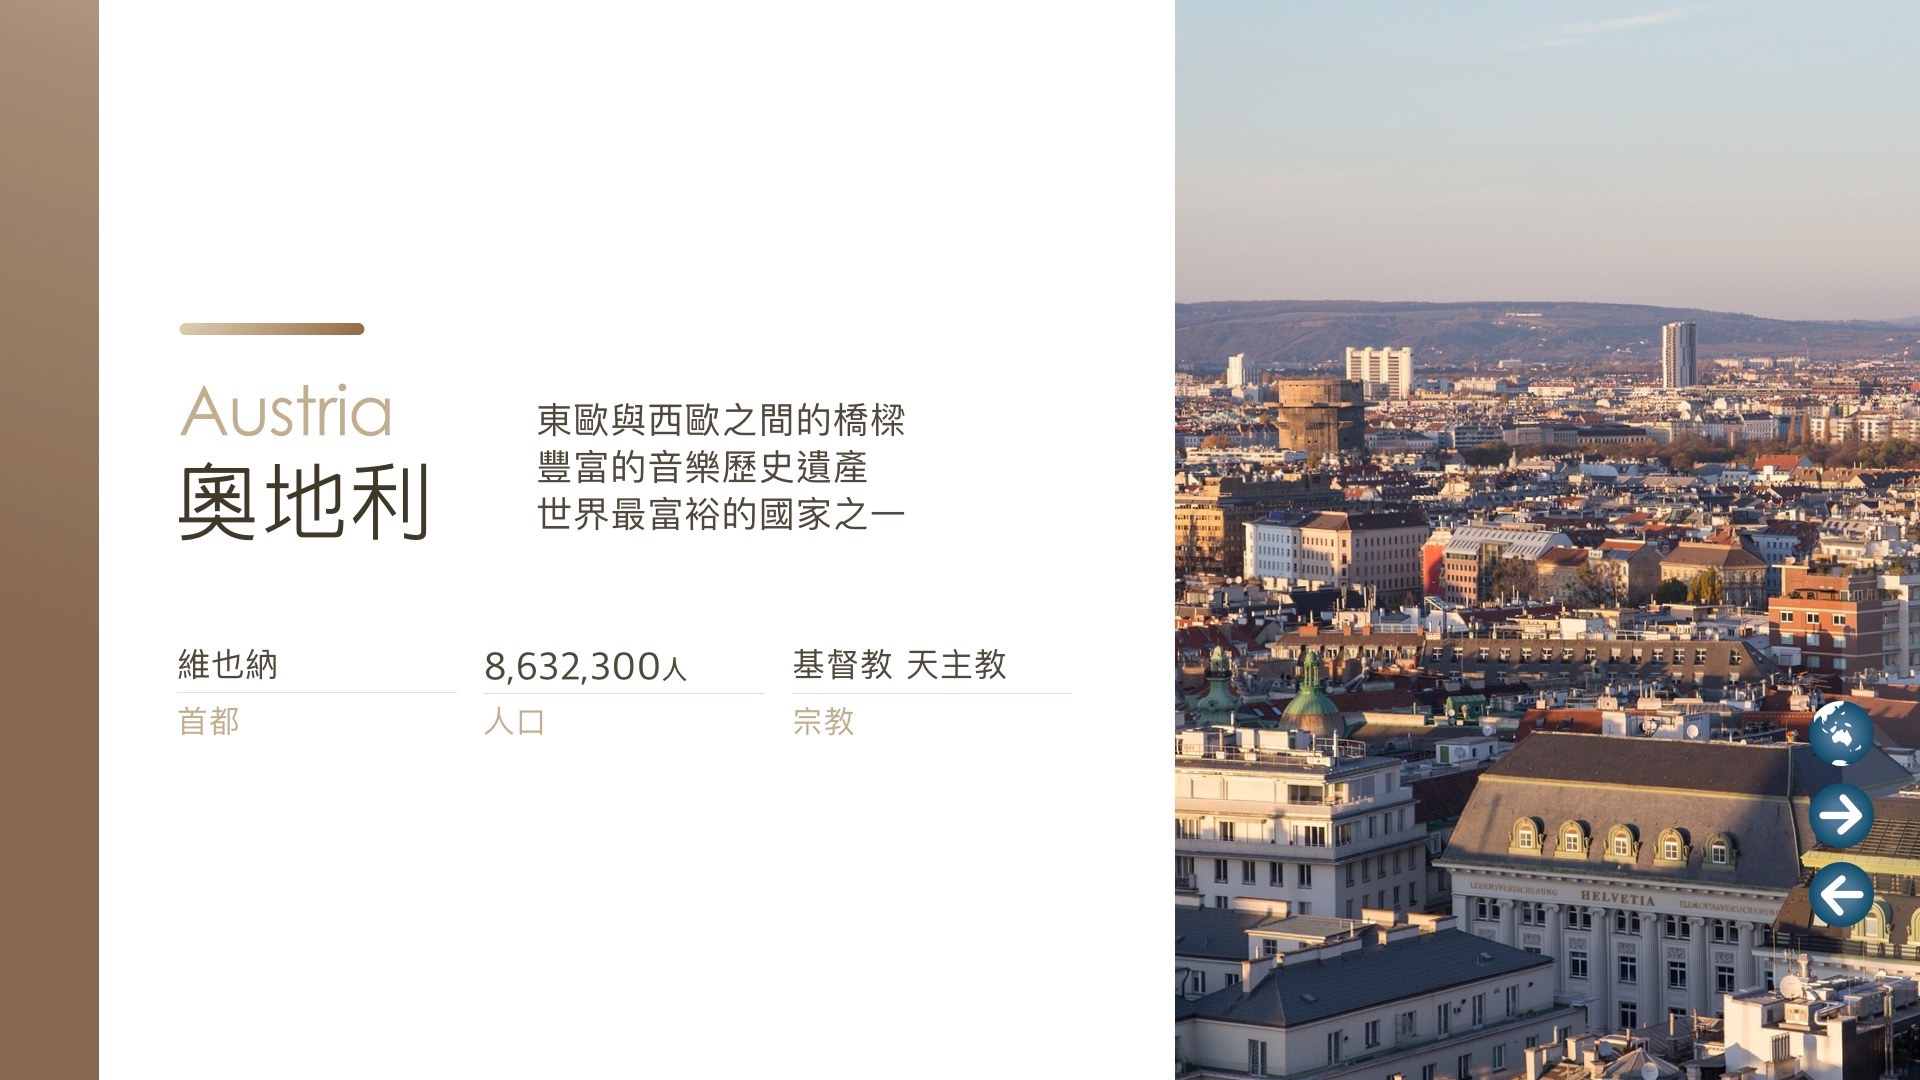 Austria
奧地利
東歐與西歐之間的橋樑
豐富的音樂歷史遺產
世界最富裕的國家之一
維也納
首都
8,632,300人
人口
基督教 天主教
宗教
LEBENSVERSICHERUNG HELVETIA ELEMENTARVERSICHERUNG